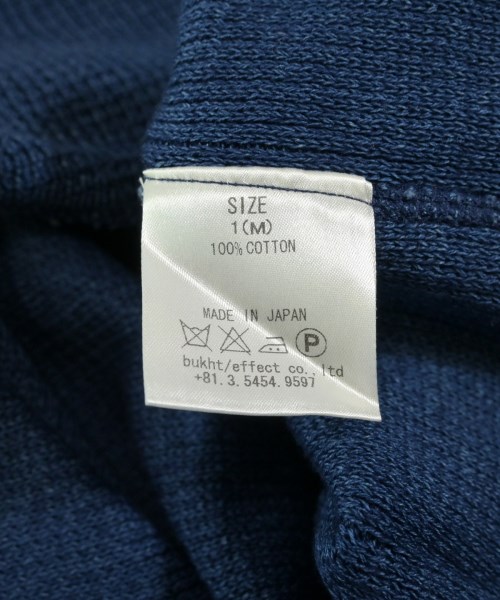 SIZE
1(M)
100% COTTON
MADE IN JAPAN
P
bukht/effect co.,ltd
+81.3.5454.9597